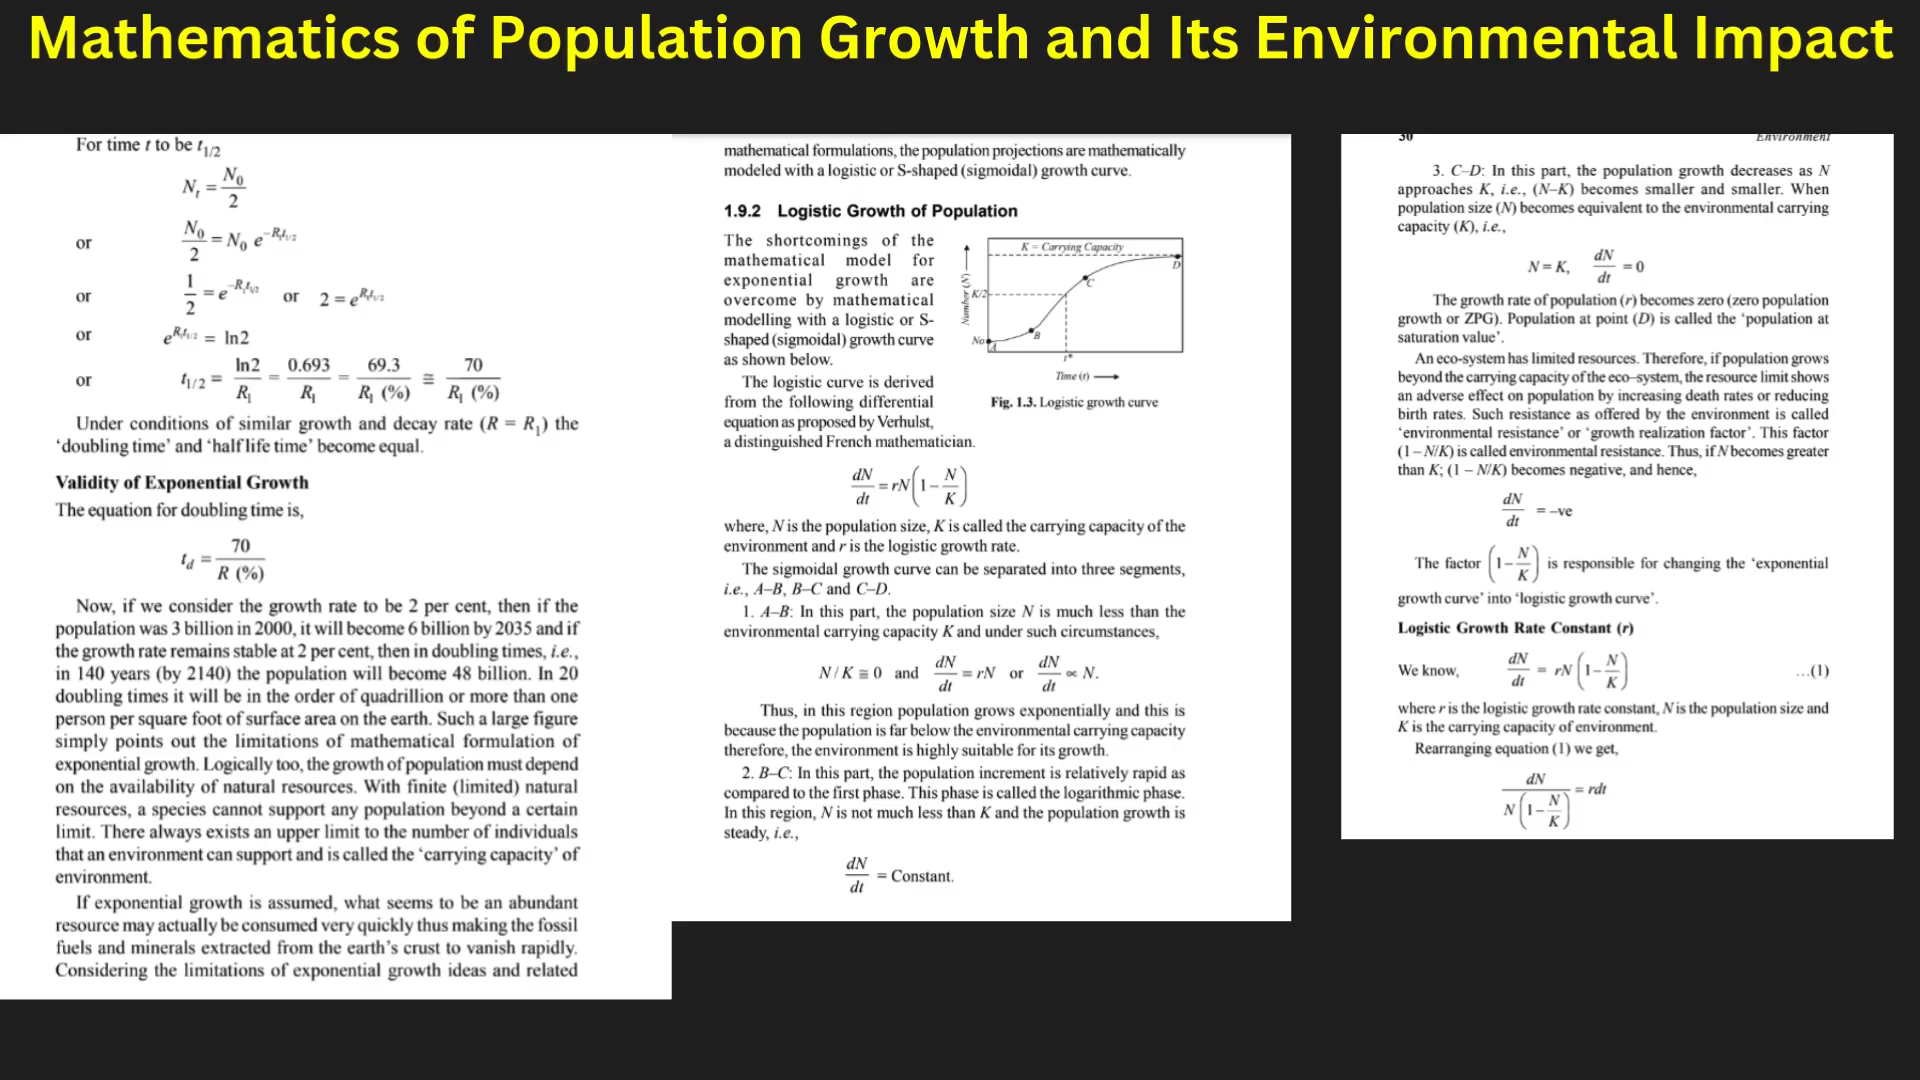 Mathematics of Population Growth and Its Environmental Impact
For time t to be t1/2
Nt = N0/2
or N0/2 = N0 e^–R1t1/2
or 1/2 = e^–R1t1/2 or 2 = e^R1t1/2
or e^R1t1/2 = ln2
or t1/2 = ln2/R1 = 0.693/R1 = 69.3/R1 (%) ≅ 70/R1 (%)
Under conditions of similar growth and decay rate (R = R1) the
‘doubling time’ and ‘half life time’ become equal.
Validity of Exponential Growth
The equation for doubling time is,
td = 70/R (%)
Now, if we consider the growth rate to be 2 per cent, then if the
population was 3 billion in 2000, it will become 6 billion by 2035 and if
the growth rate remains stable at 2 per cent, then in doubling times, i.e.,
in 140 years (by 2140) the population will become 48 billion. In 20
doubling times it will be in the order of quadrillion or more than one
person per square foot of surface area on the earth. Such a large figure
simply points out the limitations of mathematical formulation of
exponential growth. Logically too, the growth of population must depend
on the availability of natural resources. With finite (limited) natural
resources, a species cannot support any population beyond a certain
limit. There always exists an upper limit to the number of individuals
that an environment can support and is called the ‘carrying capacity’ of
environment.
If exponential growth is assumed, what seems to be an abundant
resource may actually be consumed very quickly thus making the fossil
fuels and minerals extracted from the earth’s crust to vanish rapidly.
Considering the limitations of exponential growth ideas and related
mathematical formulations, the population projections are mathematically
modeled with a logistic or S-shaped (sigmoidal) growth curve.
1.9.2 Logistic Growth of Population
The shortcomings of the
mathematical model for
exponential growth are
overcome by mathematical
modelling with a logistic or S-
shaped (sigmoidal) growth curve
as shown below.
The logistic curve is derived
from the following differential
equation as proposed by Verhulst,
a distinguished French mathematician.
K = Carrying Capacity
D
C
K/2
B
No
A
t*
Number (N)
Time (t)
Fig. 1.3. Logistic growth curve
dN/dt = rN(1 – N/K)
where, N is the population size, K is called the carrying capacity of the
environment and r is the logistic growth rate.
The sigmoidal growth curve can be separated into three segments,
i.e., A–B, B–C and C–D.
1. A–B: In this part, the population size N is much less than the
environmental carrying capacity K and under such circumstances,
N/K ≅ 0 and dN/dt = rN or dN/dt ∝ N.
Thus, in this region population grows exponentially and this is
because the population is far below the environmental carrying capacity
therefore, the environment is highly suitable for its growth.
2. B–C: In this part, the population increment is relatively rapid as
compared to the first phase. This phase is called the logarithmic phase.
In this region, N is not much less than K and the population growth is
steady, i.e.,
dN/dt = Constant.
30 Environment
3. C–D: In this part, the population growth decreases as N
approaches K, i.e., (N–K) becomes smaller and smaller. When
population size (N) becomes equivalent to the environmental carrying
capacity (K), i.e.,
N = K, dN/dt = 0
The growth rate of population (r) becomes zero (zero population
growth or ZPG). Population at point (D) is called the ‘population at
saturation value’.
An eco-system has limited resources. Therefore, if population grows
beyond the carrying capacity of the eco–system, the resource limit shows
an adverse effect on population by increasing death rates or reducing
birth rates. Such resistance as offered by the environment is called
‘environmental resistance’ or ‘growth realization factor’. This factor
(1 – N/K) is called environmental resistance. Thus, if N becomes greater
than K; (1 – N/K) becomes negative, and hence,
dN/dt = –ve
The factor (1 – N/K) is responsible for changing the ‘exponential
growth curve’ into ‘logistic growth curve’.
Logistic Growth Rate Constant (r)
We know, dN/dt = rN(1 – N/K) ...(1)
where r is the logistic growth rate constant, N is the population size and
K is the carrying capacity of environment.
Rearranging equation (1) we get,
dN/N(1 – N/K) = rdt